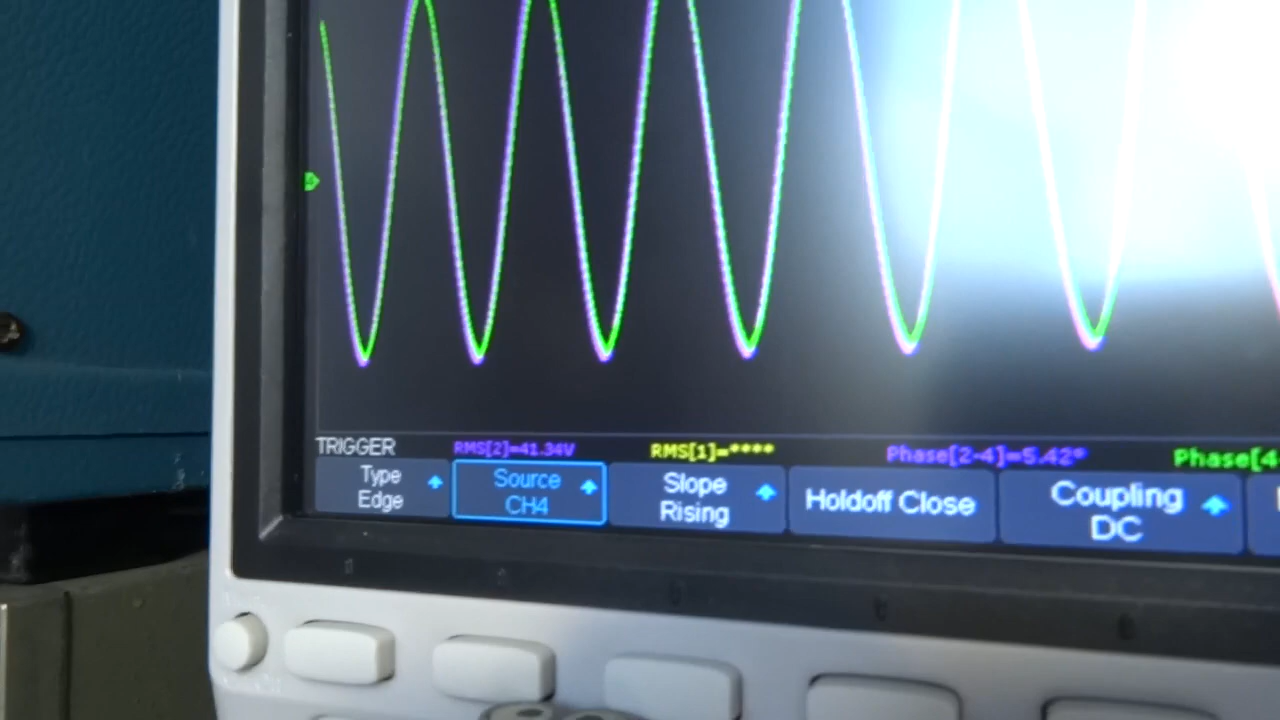 TRIGGER RMS[2]=41.34V RMS[1]=**** Phase[2-4]=5.42° Phase[4-
Type
Edge
Source
CH4
Slope
Rising
Holdoff Close
Coupling
DC